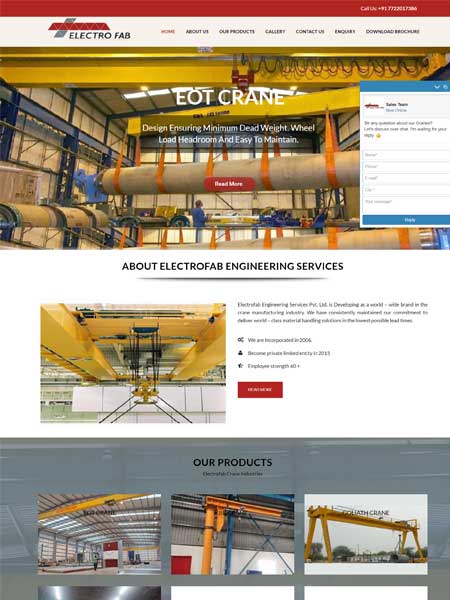 Call Us: +91 7722017386
ELECTRO FAB
HOME ABOUT US OUR PRODUCTS GALLERY CONTACT US ENQUIRY DOWNLOAD BROCHURE
EOT CRANE
Design Ensuring Minimum Dead Weight. Wheel
Load Headroom And Easy To Maintain.
Read More
Sales Team
Now Online
Be any question about our Cranes?
Let's discuss over chat. I'm waiting for your
reply
Name*
Phone*
E-mail
City *
Your message*
Reply
ABOUT ELECTROFAB ENGINEERING SERVICES
Electrofab Engineering Services Pvt. Ltd. is Developing as a world – wide brand in the
crane manufacturing industry. We have consistently maintained our commitment to
deliver world – class material handling solutions in the lowest possible lead times.
We are Incorporated in 2006.
Become private limited entity in 2013
Employee strength 60 +
READ MORE
OUR PRODUCTS
Electrofab Crane Industries
EOT CRANE
GOLIATH CRANE